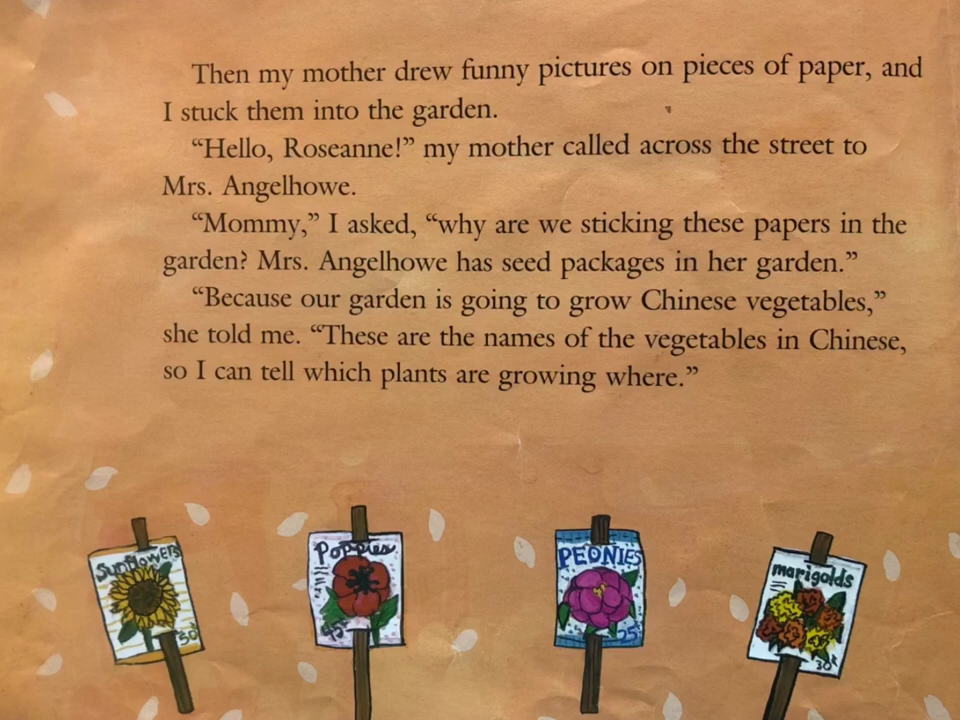 Then my mother drew funny pictures on pieces of paper, and
I stuck them into the garden.
“Hello, Roseanne!” my mother called across the street to
Mrs. Angelhowe.
“Mommy,” I asked, “why are we sticking these papers in the
garden? Mrs. Angelhowe has seed packages in her garden.”
“Because our garden is going to grow Chinese vegetables,”
she told me. “These are the names of the vegetables in Chinese,
so I can tell which plants are growing where.”
Sunflowers
50¢
Poppies
45¢
PEONIES
25¢
marigolds
30¢